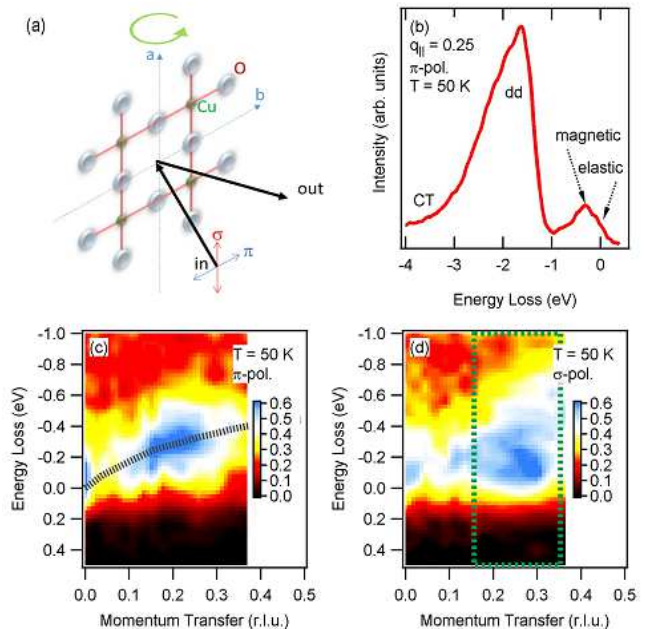 (a)
a
O
Cu
b
out
in
σ
π
(b)
q|| = 0.25
π-pol.
T = 50 K
dd
magnetic
elastic
CT
Intensity (arb. units)
-4 -3 -2 -1 0
Energy Loss (eV)
(c)
T = 50 K
π-pol.
0.6
0.5
0.4
0.3
0.2
0.1
0.0
-1.0
-0.8
-0.6
-0.4
-0.2
0.0
0.2
0.4
Energy Loss (eV)
0.0 0.1 0.2 0.3 0.4 0.5
Momentum Transfer (r.l.u.)
(d)
T = 50 K
σ-pol.
0.6
0.5
0.4
0.3
0.2
0.1
0.0
-1.0
-0.8
-0.6
-0.4
-0.2
0.0
0.2
0.4
Energy Loss (eV)
0.0 0.1 0.2 0.3 0.4 0.5
Momentum Transfer (r.l.u.)